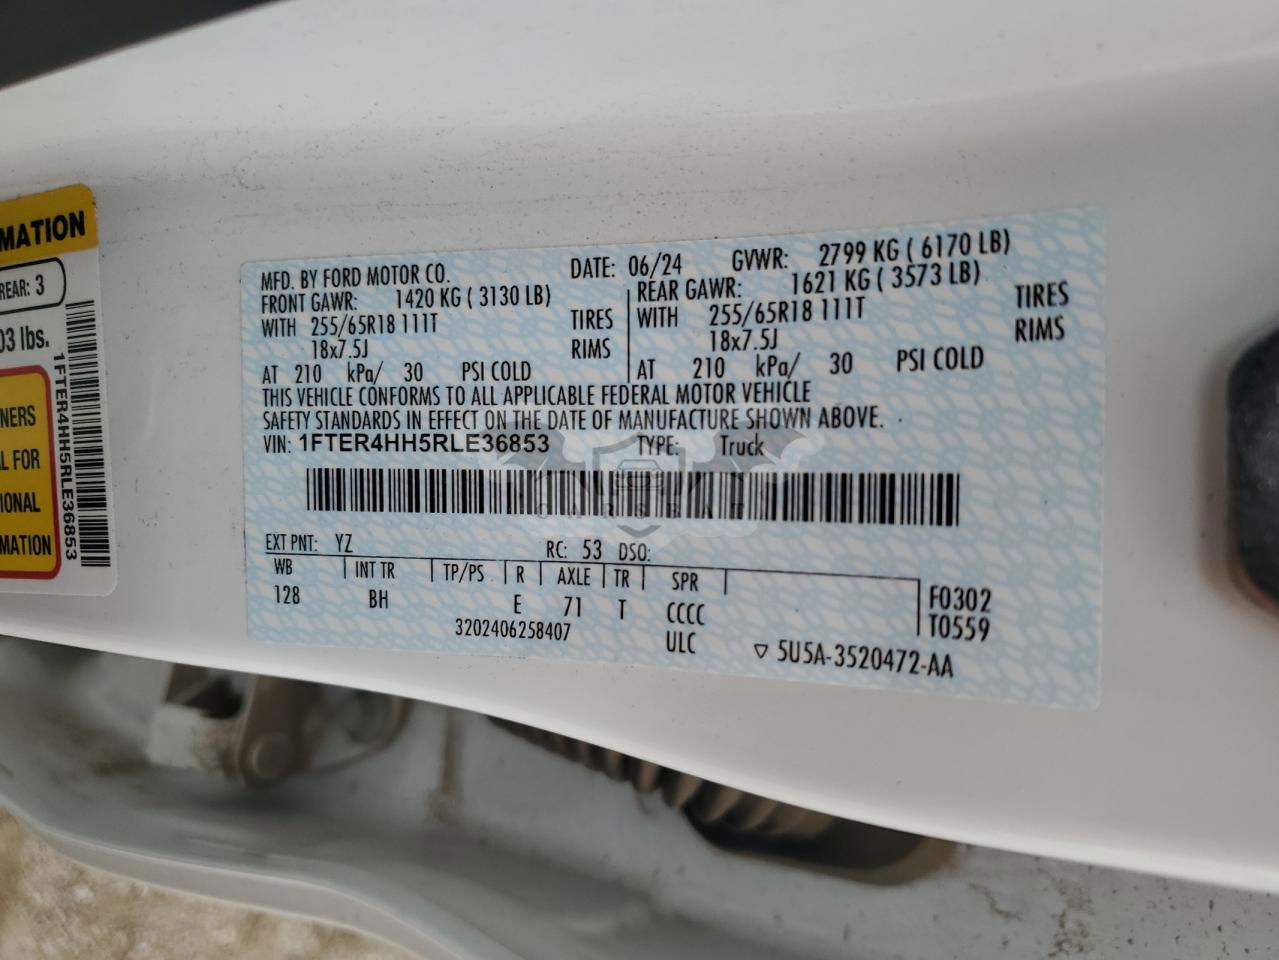 MATION
REAR: 3
03 lbs.
NERS
L FOR
IONAL
MATION
1FTER4HH5RLE36853
MFD. BY FORD MOTOR CO.
DATE: 06/24 GVWR: 2799 KG ( 6170 LB)
FRONT GAWR: 1420 KG ( 3130 LB)
WITH 255/65R18 111T TIRES
18x7.5J RIMS
AT 210 kPa/ 30 PSI COLD
REAR GAWR: 1621 KG ( 3573 LB)
WITH 255/65R18 111T TIRES
18x7.5J RIMS
AT 210 kPa/ 30 PSI COLD
THIS VEHICLE CONFORMS TO ALL APPLICABLE FEDERAL MOTOR VEHICLE
SAFETY STANDARDS IN EFFECT ON THE DATE OF MANUFACTURE SHOWN ABOVE.
VIN: 1FTER4HH5RLE36853 TYPE: Truck
CARSBAT
EXT PNT: YZ RC: 53 DSO:
WB INT TR TP/PS R AXLE TR SPR
128 BH E 71 T CCCC
F0302
T0559
3202406258407 ULC
▽ 5U5A-3520472-AA